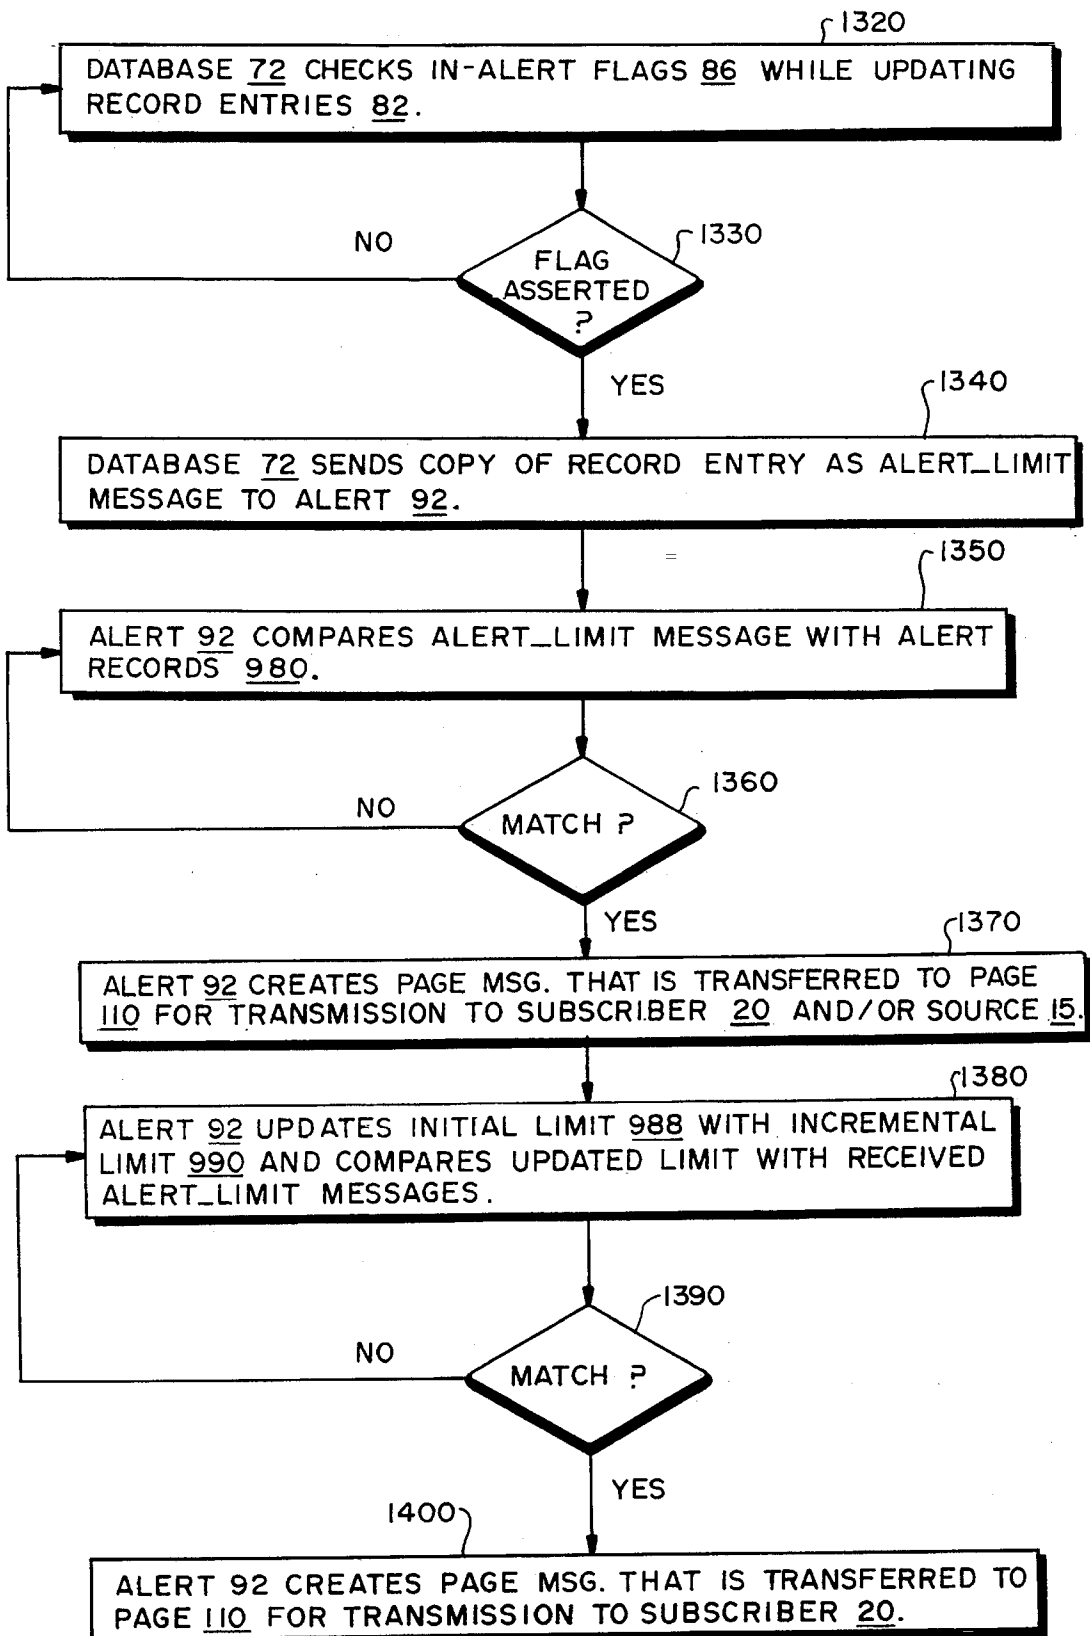 1320
DATABASE 72 CHECKS IN-ALERT FLAGS 86 WHILE UPDATING
RECORD ENTRIES 82.
NO
1330
FLAG
ASSERTED
?
YES
1340
DATABASE 72 SENDS COPY OF RECORD ENTRY AS ALERT_LIMIT
MESSAGE TO ALERT 92.
1350
ALERT 92 COMPARES ALERT_LIMIT MESSAGE WITH ALERT
RECORDS 980.
1360
NO
MATCH ?
YES
1370
ALERT 92 CREATES PAGE MSG. THAT IS TRANSFERRED TO PAGE
110 FOR TRANSMISSION TO SUBSCRIBER 20 AND/OR SOURCE 15.
1380
ALERT 92 UPDATES INITIAL LIMIT 988 WITH INCREMENTAL
LIMIT 990 AND COMPARES UPDATED LIMIT WITH RECEIVED
ALERT_LIMIT MESSAGES.
1390
NO
MATCH ?
YES
1400
ALERT 92 CREATES PAGE MSG. THAT IS TRANSFERRED TO
PAGE 110 FOR TRANSMISSION TO SUBSCRIBER 20.